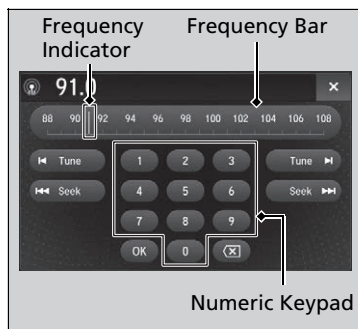 Frequency Indicator
Frequency Bar
91.0
×
88 90 92 94 96 98 100 102 104 106 108
Tune 1 2 3 Tune
Seek 4 5 6 Seek
7 8 9
OK 0
Numeric Keypad